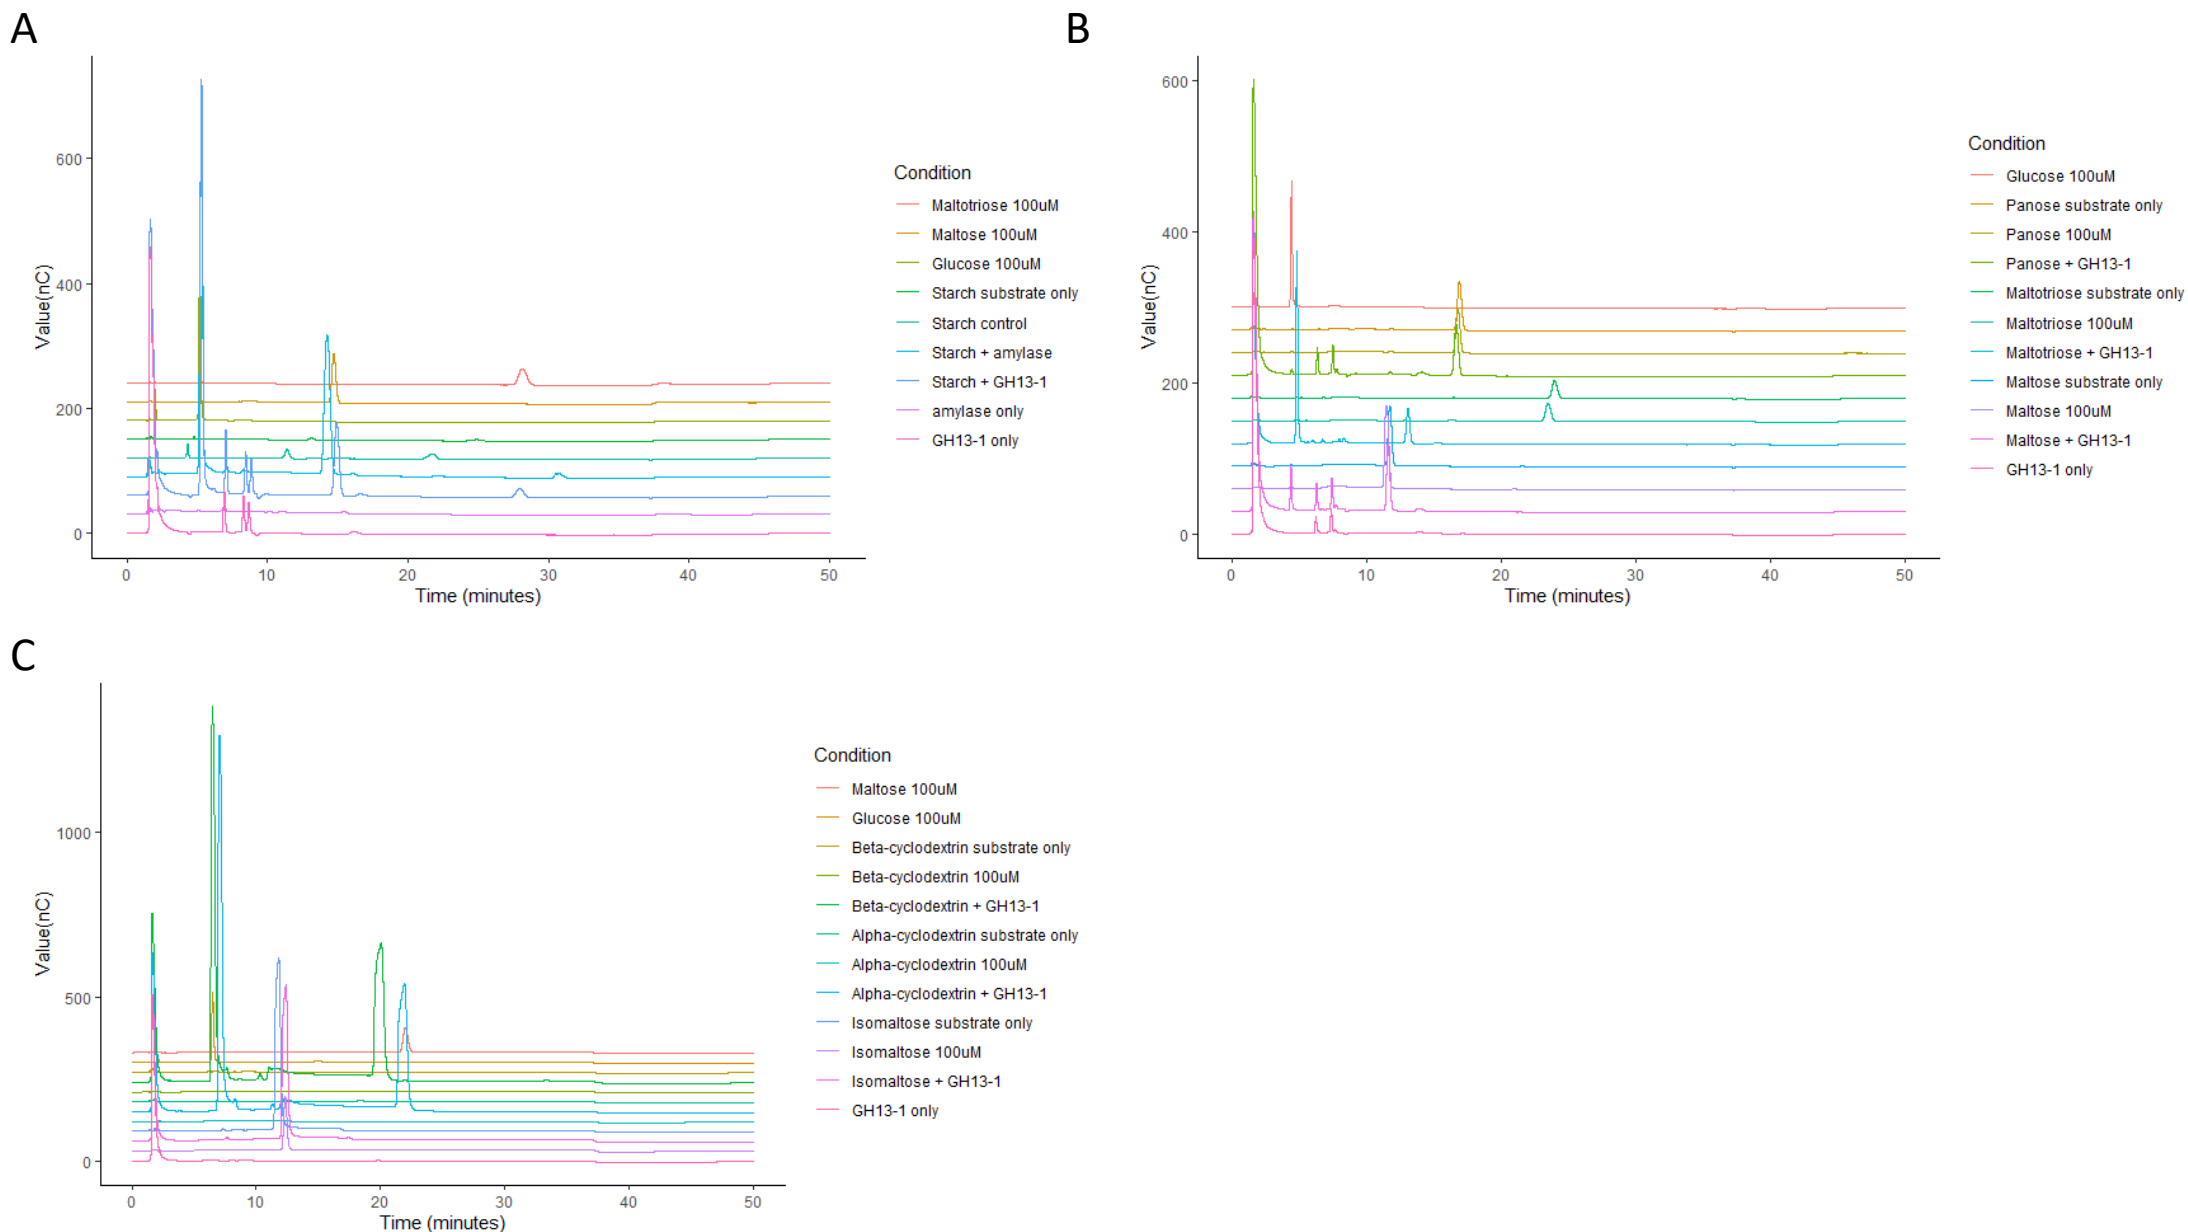 A
Value(nC)
600
400
200
0
0 10 20 30 40 50
Time (minutes)
Condition
Maltotriose 100uM
Maltose 100uM
Glucose 100uM
Starch substrate only
Starch control
Starch + amylase
Starch + GH13-1
amylase only
GH13-1 only
B
Value(nC)
600
400
200
0
0 10 20 30 40 50
Time (minutes)
Condition
Glucose 100uM
Panose substrate only
Panose 100uM
Panose + GH13-1
Maltotriose substrate only
Maltotriose 100uM
Maltotriose + GH13-1
Maltose substrate only
Maltose 100uM
Maltose + GH13-1
GH13-1 only
C
Value(nC)
1000
500
0
0 10 20 30 40 50
Time (minutes)
Condition
Maltose 100uM
Glucose 100uM
Beta-cyclodextrin substrate only
Beta-cyclodextrin 100uM
Beta-cyclodextrin + GH13-1
Alpha-cyclodextrin substrate only
Alpha-cyclodextrin 100uM
Alpha-cyclodextrin + GH13-1
Isomaltose substrate only
Isomaltose 100uM
Isomaltose + GH13-1
GH13-1 only